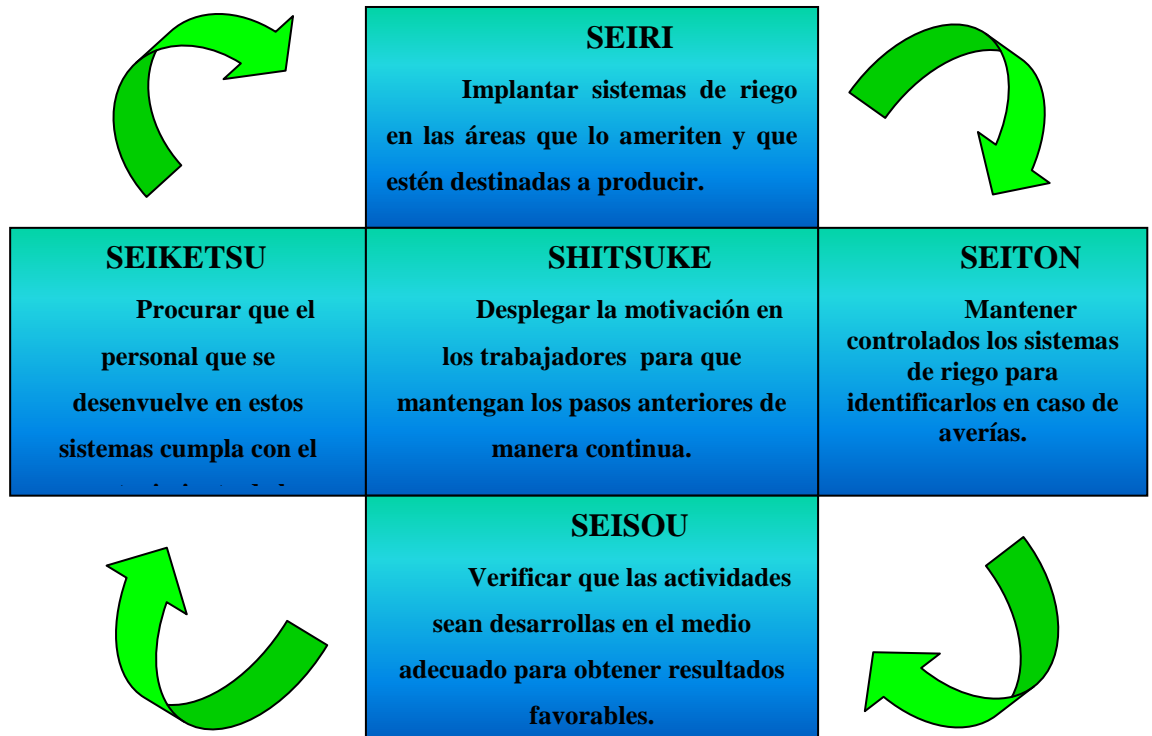 SEIRI
Implantar sistemas de riego
en las áreas que lo ameriten y que
estén destinadas a producir.
SEIKETSU
Procurar que el
personal que se
desenvuelve en estos
sistemas cumpla con el
SHITSUKE
Desplegar la motivación en
los trabajadores para que
mantengan los pasos anteriores de
manera continua.
SEITON
Mantener
controlados los sistemas
de riego para
identificarlos en caso de
averías.
SEISOU
Verificar que las actividades
sean desarrollas en el medio
adecuado para obtener resultados
favorables.